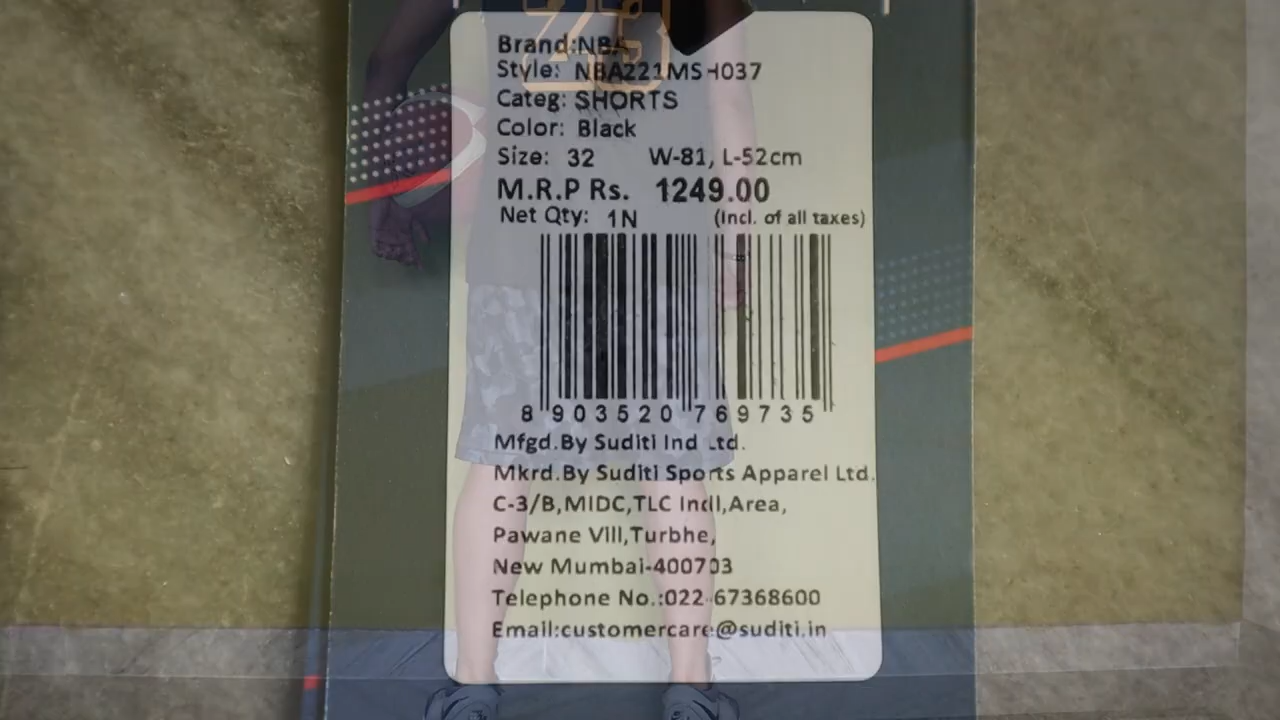 23
Brand:NBA
Style: NBA221MSH037
Categ: SHORTS
Color: Black
Size: 32 W-81, L-52cm
M.R.P Rs. 1249.00
Net Qty: 1N (Incl. of all taxes)
8 903520 769735
Mfgd.By Suditi Ind Ltd.
Mkrd.By Suditi Sports Apparel Ltd.
C-3/B,MIDC,TLC Indl,Area,
Pawane Vill,Turbhe,
New Mumbai-400703
Telephone No.:022-67368600
Email:customercare@suditi.in